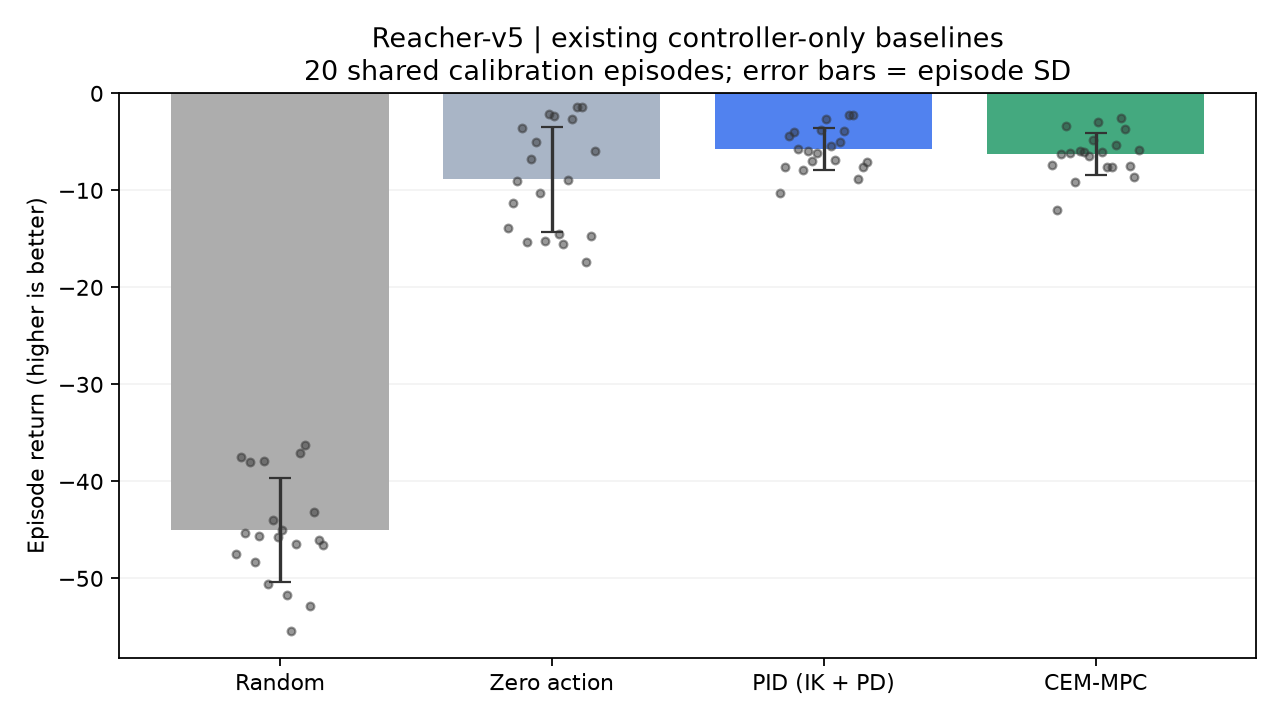 Reacher-v5 | existing controller-only baselines
20 shared calibration episodes; error bars = episode SD
Episode return (higher is better)
0
−10
−20
−30
−40
−50
Random
Zero action
PID (IK + PD)
CEM-MPC